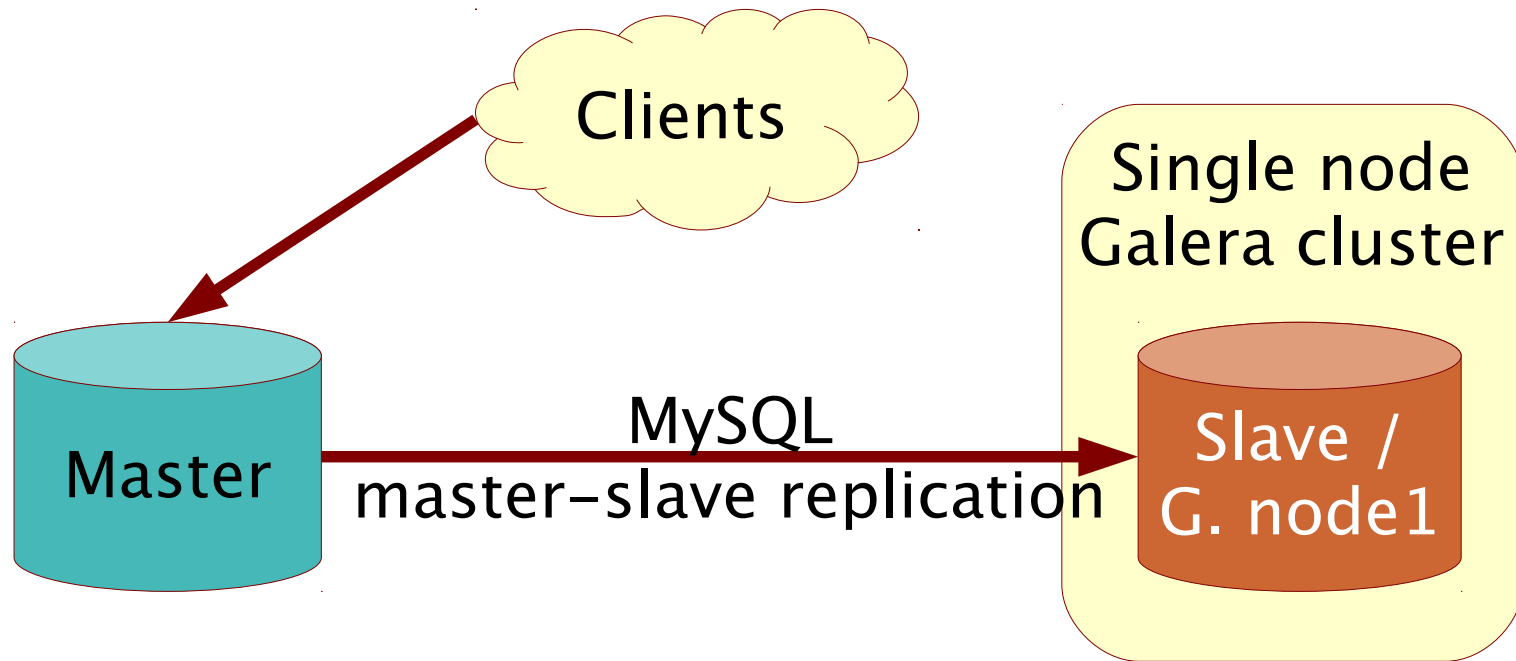 Clients
Single node
Galera cluster
Master
MySQL
master–slave replication
Slave /
G. node1